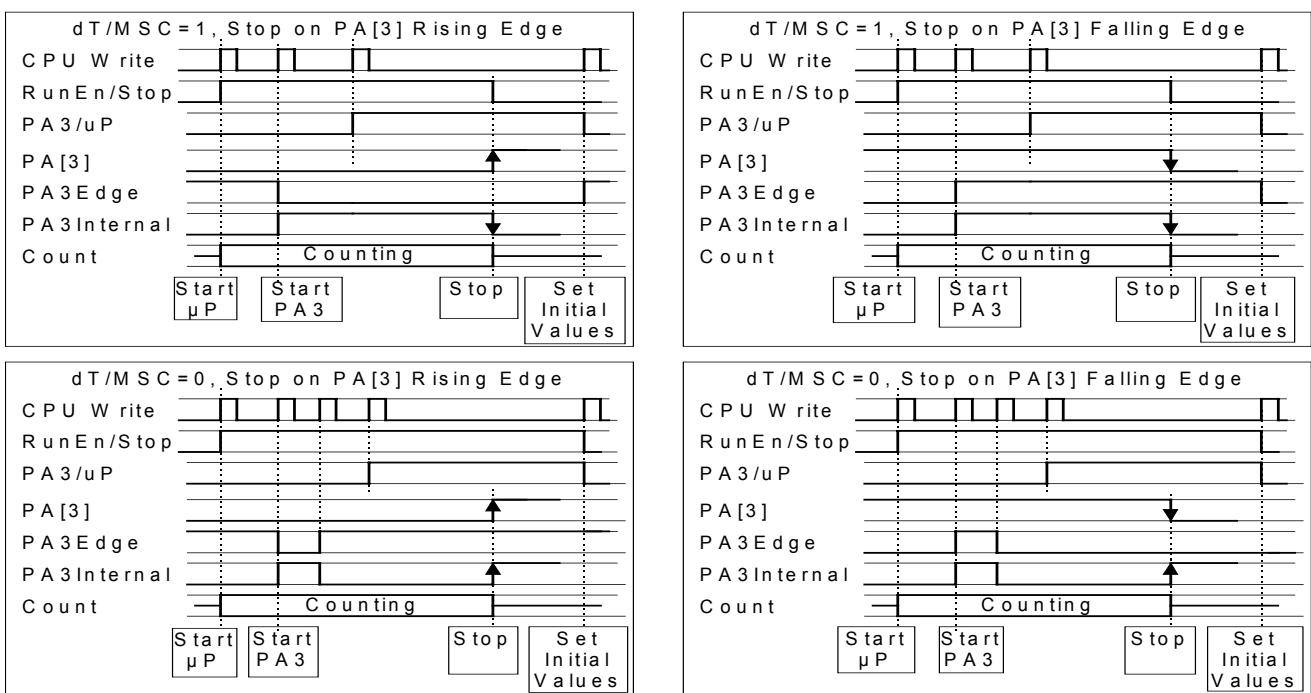 dT/MSC=1, Stop on PA[3] Rising Edge
CPU Write
RunEn/Stop
PA3/uP
PA[3]
PA3Edge
PA3Internal
Count
Counting
Start
µP
Start
PA3
Stop
Set
Initial
Values
dT/MSC=1, Stop on PA[3] Falling Edge
CPU Write
RunEn/Stop
PA3/uP
PA[3]
PA3Edge
PA3Internal
Count
Counting
Start
µP
Start
PA3
Stop
Set
Initial
Values
dT/MSC=0, Stop on PA[3] Rising Edge
CPU Write
RunEn/Stop
PA3/uP
PA[3]
PA3Edge
PA3Internal
Count
Counting
Start
µP
Start
PA3
Stop
Set
Initial
Values
dT/MSC=0, Stop on PA[3] Falling Edge
CPU Write
RunEn/Stop
PA3/uP
PA[3]
PA3Edge
PA3Internal
Count
Counting
Start
µP
Start
PA3
Stop
Set
Initial
Values